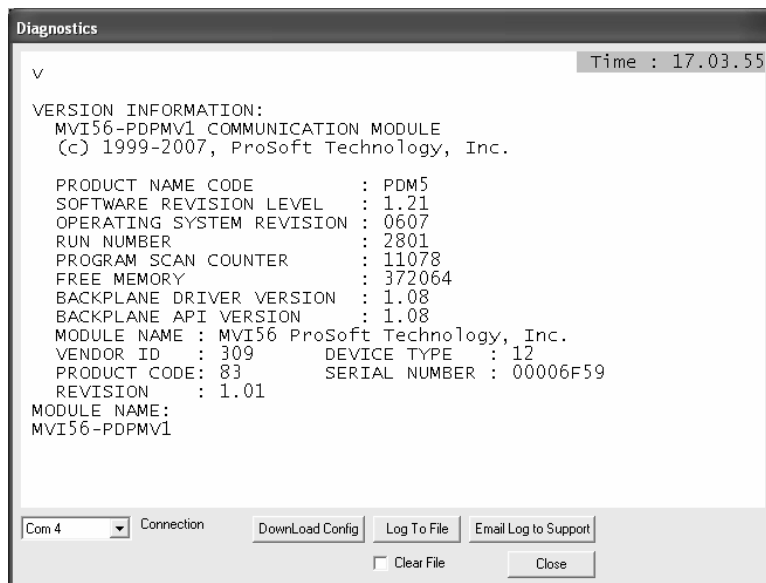 Diagnostics
Time : 17.03.55
V
VERSION INFORMATION:
MVI56-PDPMV1 COMMUNICATION MODULE
(c) 1999-2007, ProSoft Technology, Inc.
PRODUCT NAME CODE : PDM5
SOFTWARE REVISION LEVEL : 1.21
OPERATING SYSTEM REVISION : 0607
RUN NUMBER : 2801
PROGRAM SCAN COUNTER : 11078
FREE MEMORY : 372064
BACKPLANE DRIVER VERSION : 1.08
BACKPLANE API VERSION : 1.08
MODULE NAME : MVI56 ProSoft Technology, Inc.
VENDOR ID : 309 DEVICE TYPE : 12
PRODUCT CODE: 83 SERIAL NUMBER : 00006F59
REVISION : 1.01
MODULE NAME:
MVI56-PDPMV1
Com 4 Connection DownLoad Config Log To File Email Log to Support
Clear File Close